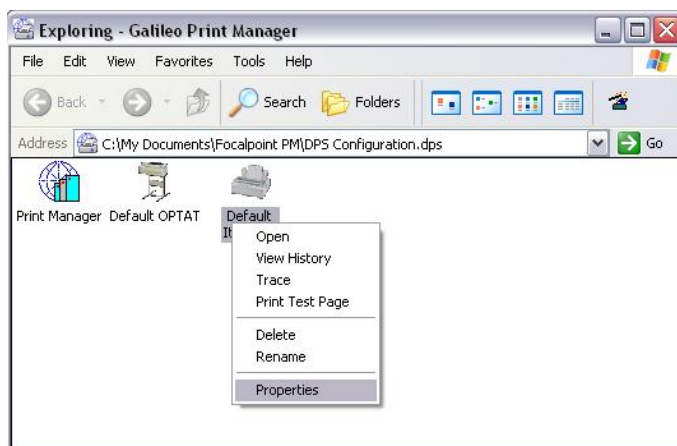 Exploring - Galileo Print Manager
File Edit View Favorites Tools Help
Back Search Folders
Address C:\My Documents\Focalpoint PM\DPS Configuration.dps Go
Print Manager Default OPTAT Default
Open
View History
Trace
Print Test Page
Delete
Rename
Properties